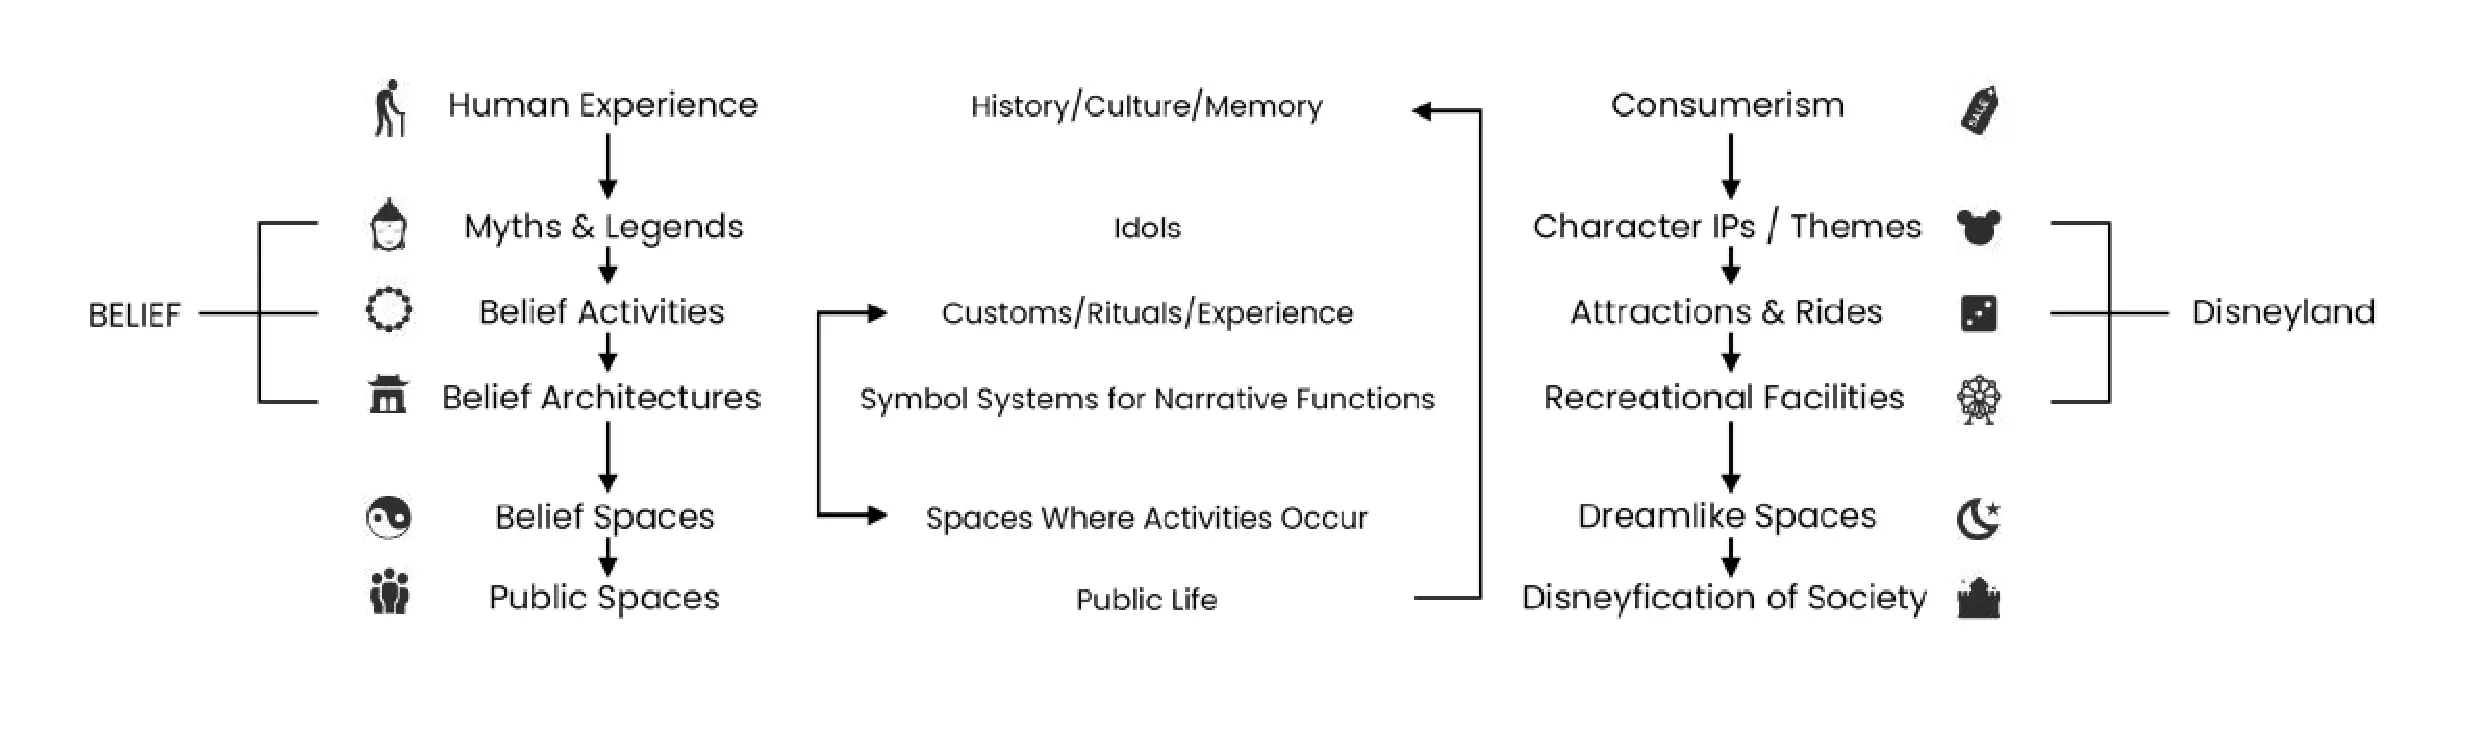 Human Experience
History/Culture/Memory
Consumerism
SALE
Myths & Legends
Idols
Character IPs / Themes
BELIEF
Belief Activities
Customs/Rituals/Experience
Attractions & Rides
Disneyland
Belief Architectures
Symbol Systems for Narrative Functions
Recreational Facilities
Belief Spaces
Spaces Where Activities Occur
Dreamlike Spaces
Public Spaces
Public Life
Disneyfication of Society